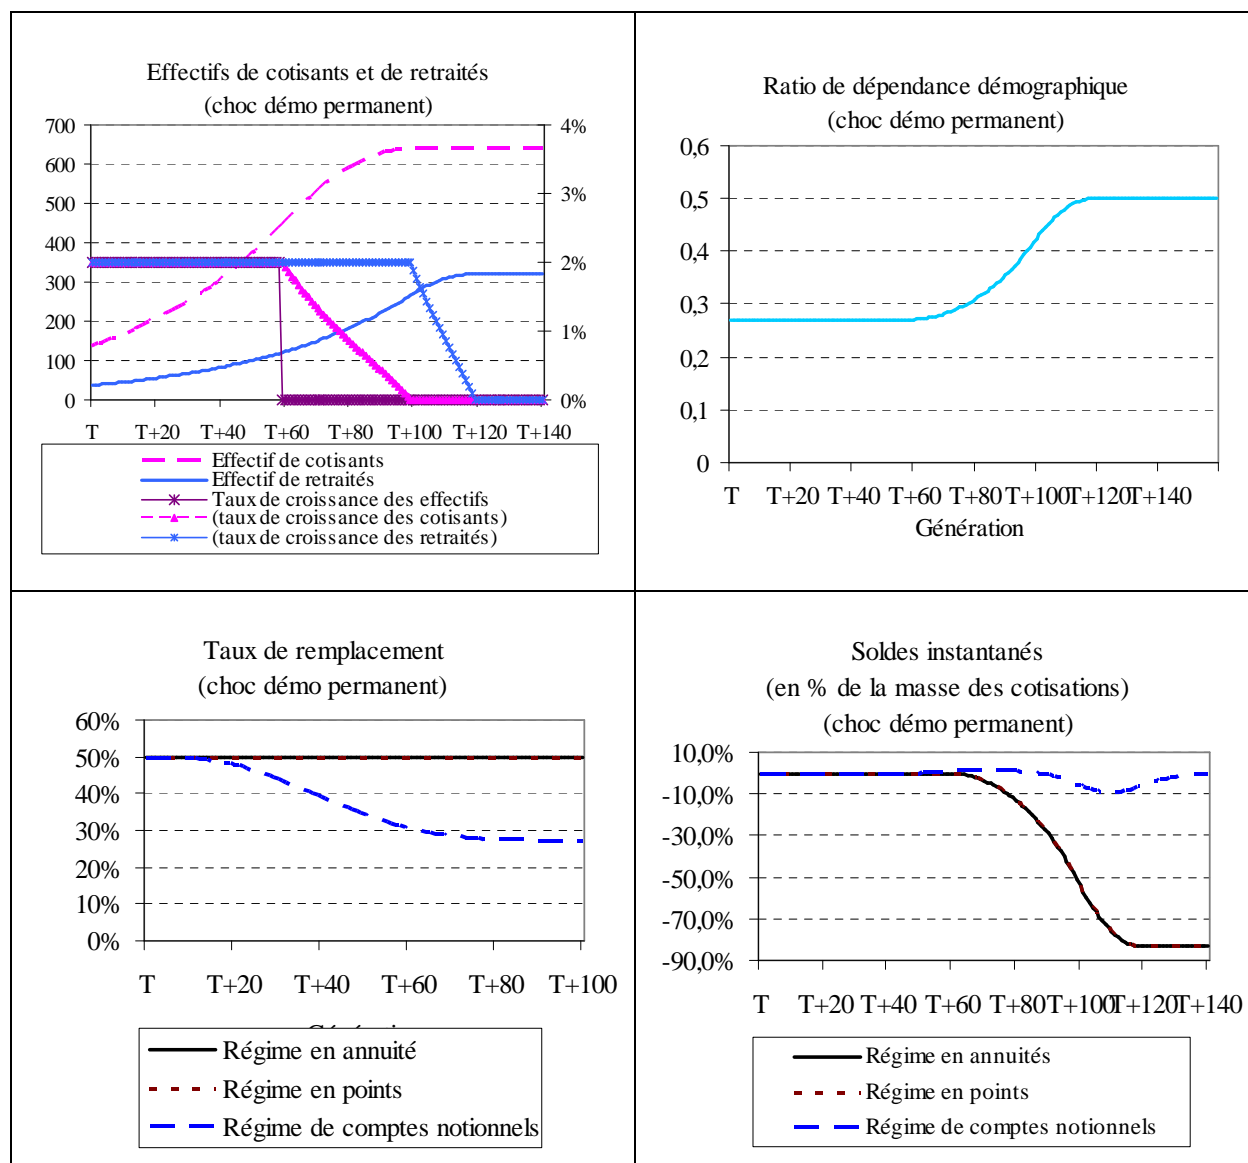 Effectifs de cotisants et de retraités
(choc démo permanent)
700
600
500
400
300
200
100
0
4%
3%
2%
1%
0%
T T+20 T+40 T+60 T+80 T+100 T+120 T+140
Effectif de cotisants
Effectif de retraités
Taux de croissance des effectifs
(taux de croissance des cotisants)
(taux de croissance des retraités)
Ratio de dépendance démographique
(choc démo permanent)
0,6
0,5
0,4
0,3
0,2
0,1
0
T T+20 T+40 T+60 T+80 T+100 T+120 T+140
Génération
Taux de remplacement
(choc démo permanent)
60%
50%
40%
30%
20%
10%
0%
T T+20 T+40 T+60 T+80 T+100
Régime en annuité
Régime en points
Régime de comptes notionnels
Soldes instantanés
(en % de la masse des cotisations)
(choc démo permanent)
10,0%
-10,0%
-30,0%
-50,0%
-70,0%
-90,0%
T T+20 T+40 T+60 T+80 T+100 T+120 T+140
Régime en annuités
Régime en points
Régime de comptes notionnels